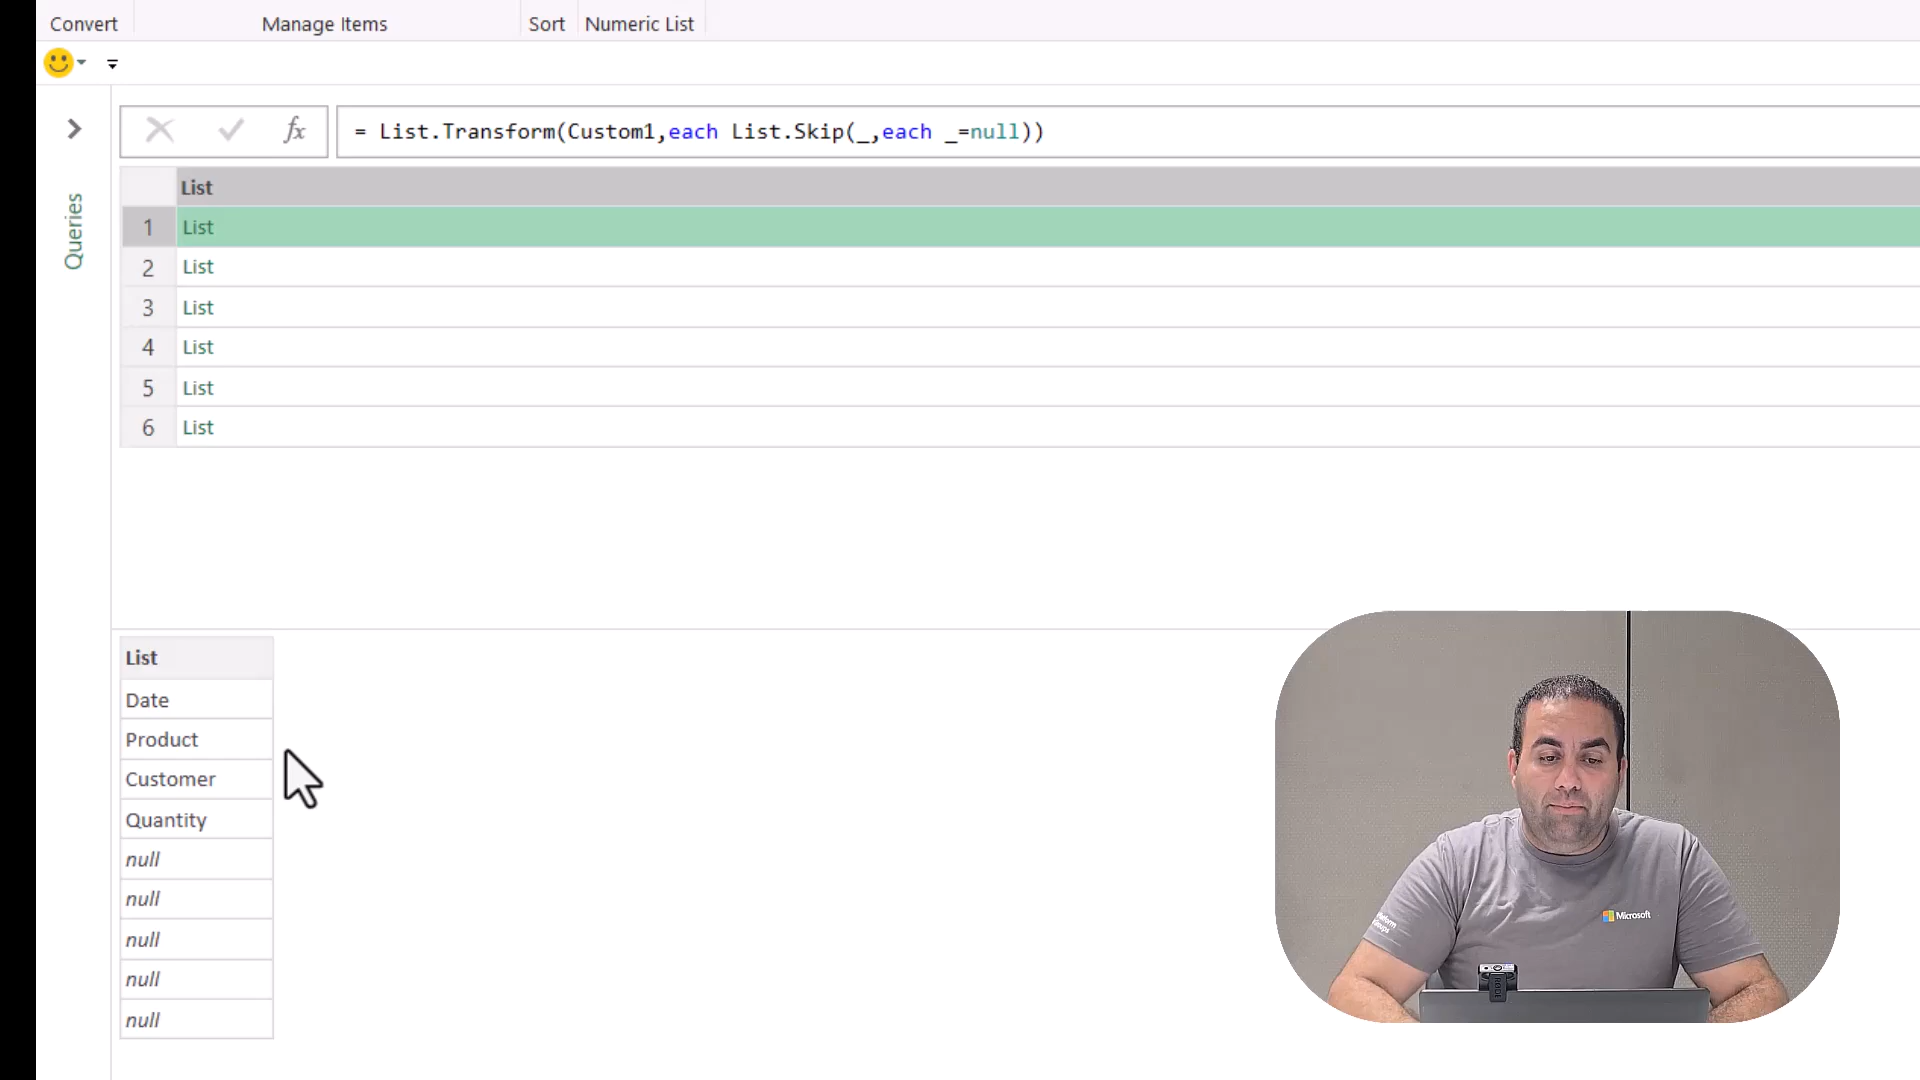 Convert
Manage Items
Sort
Numeric List
Queries
fx
= List.Transform(Custom1,each List.Skip(_,each _=null))
List
1 List
2 List
3 List
4 List
5 List
6 List
List
Date
Product
Customer
Quantity
null
null
null
null
null
Microsoft